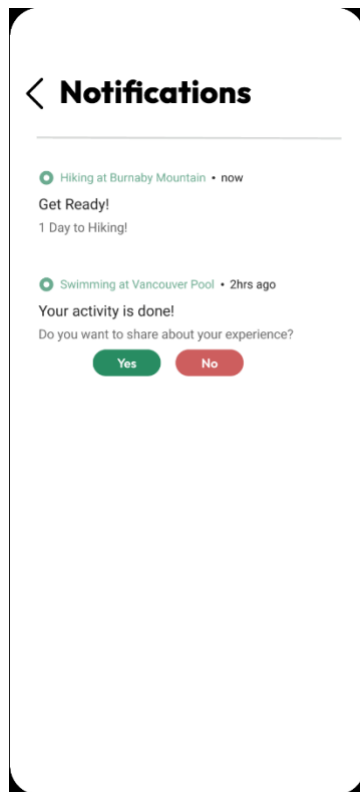 Notifications
Hiking at Burnaby Mountain • now
Get Ready!
1 Day to Hiking!
Swimming at Vancouver Pool • 2hrs ago
Your activity is done!
Do you want to share about your experience?
Yes No